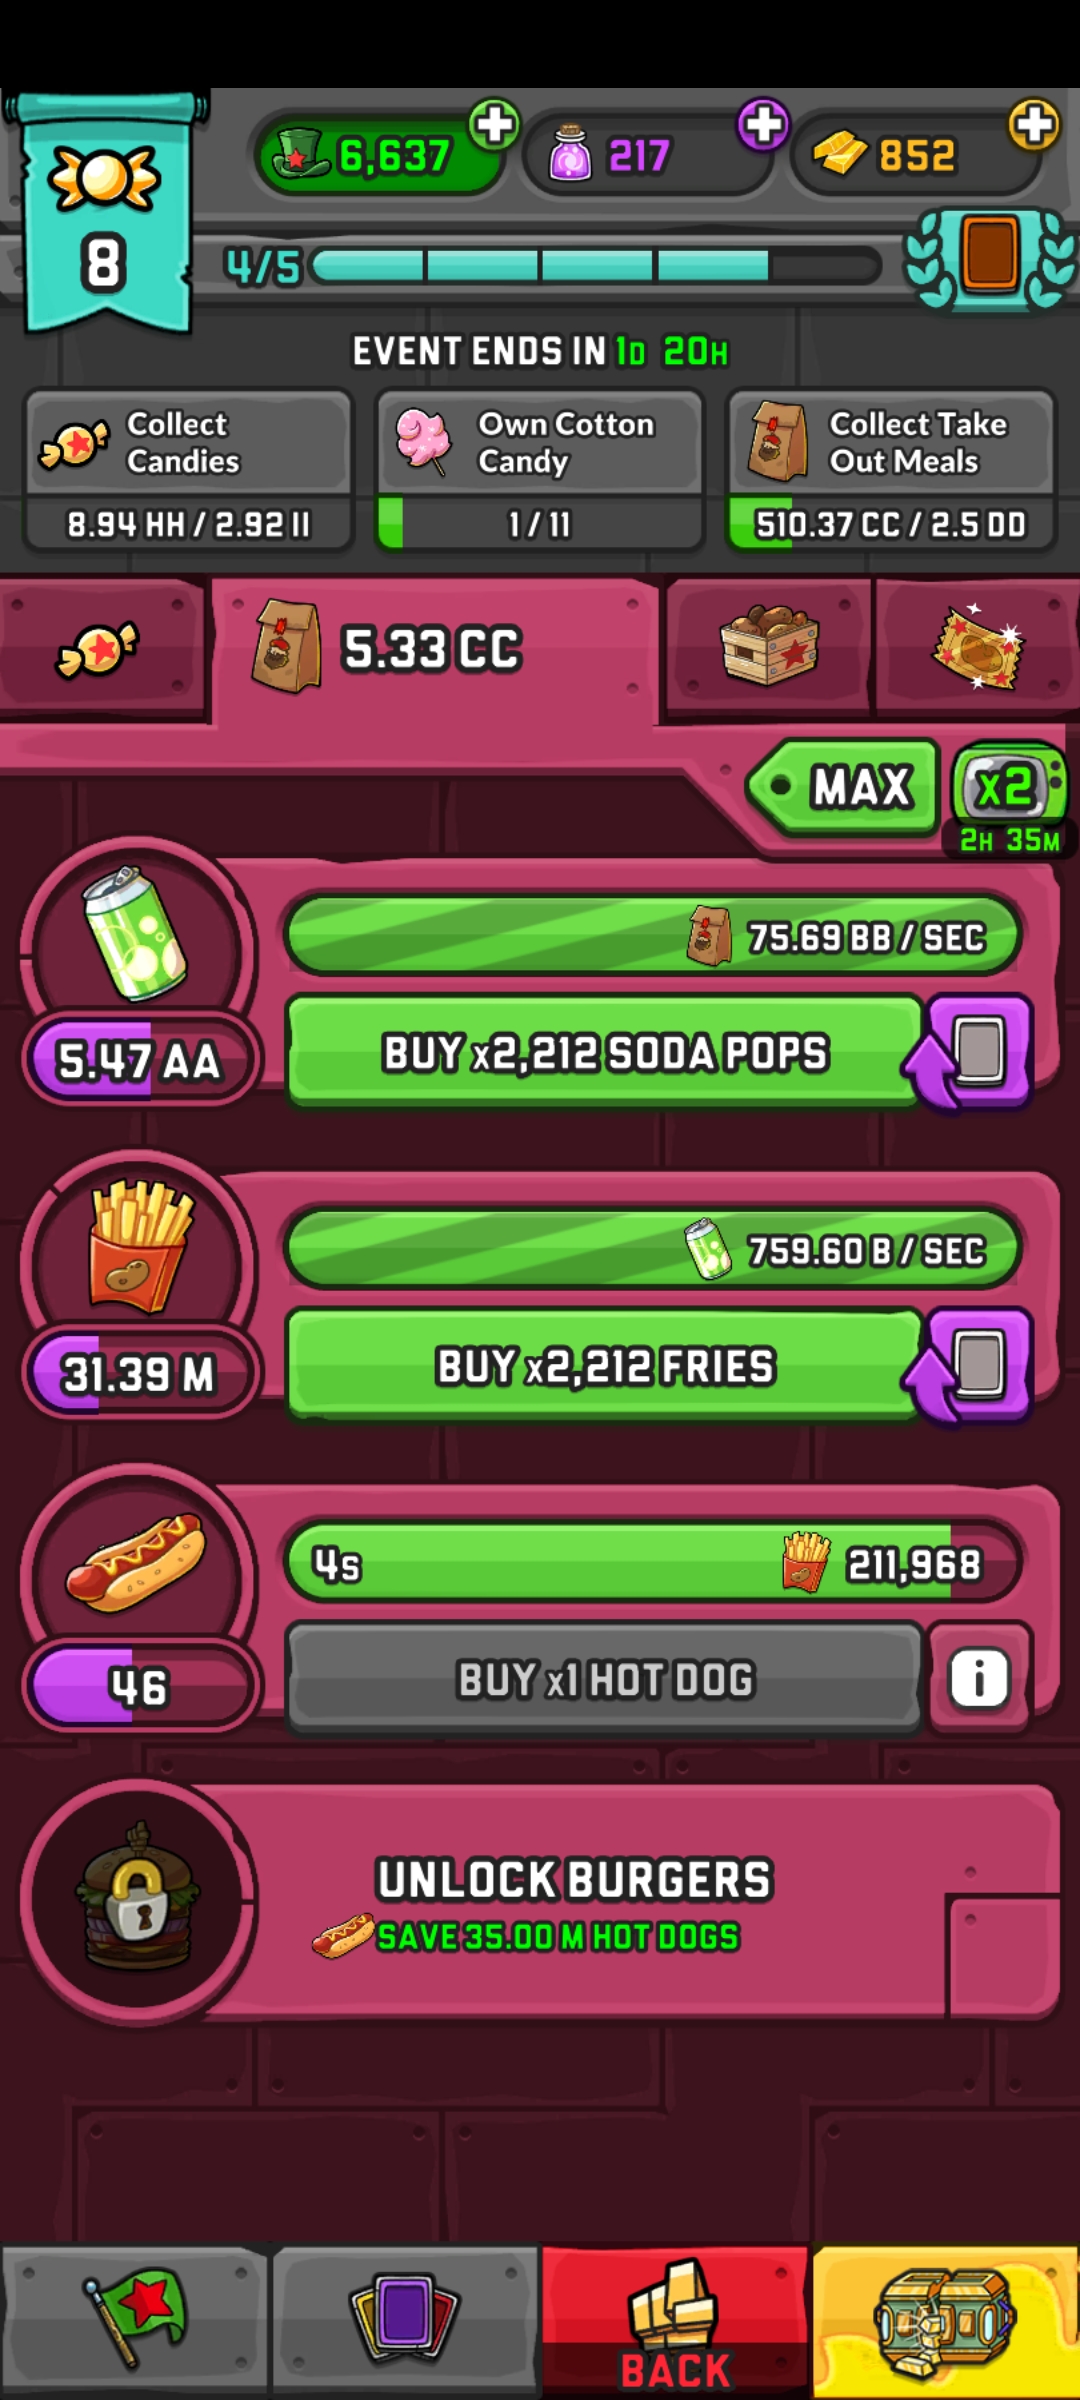 6,637
217
852
8
4/5
EVENT ENDS IN 1D 20H
Collect
Candies
8.94 HH / 2.92 II
Own Cotton
Candy
1 / 11
Collect Take
Out Meals
510.37 CC / 2.5 DD
5.33 CC
MAX
x2
2H 35M
75.69 BB / SEC
5.47 AA
BUY x2,212 SODA POPS
759.60 B / SEC
31.39 M
BUY x2,212 FRIES
4s
211,968
46
BUY x1 HOT DOG
i
UNLOCK BURGERS
SAVE 35.00 M HOT DOGS
BACK